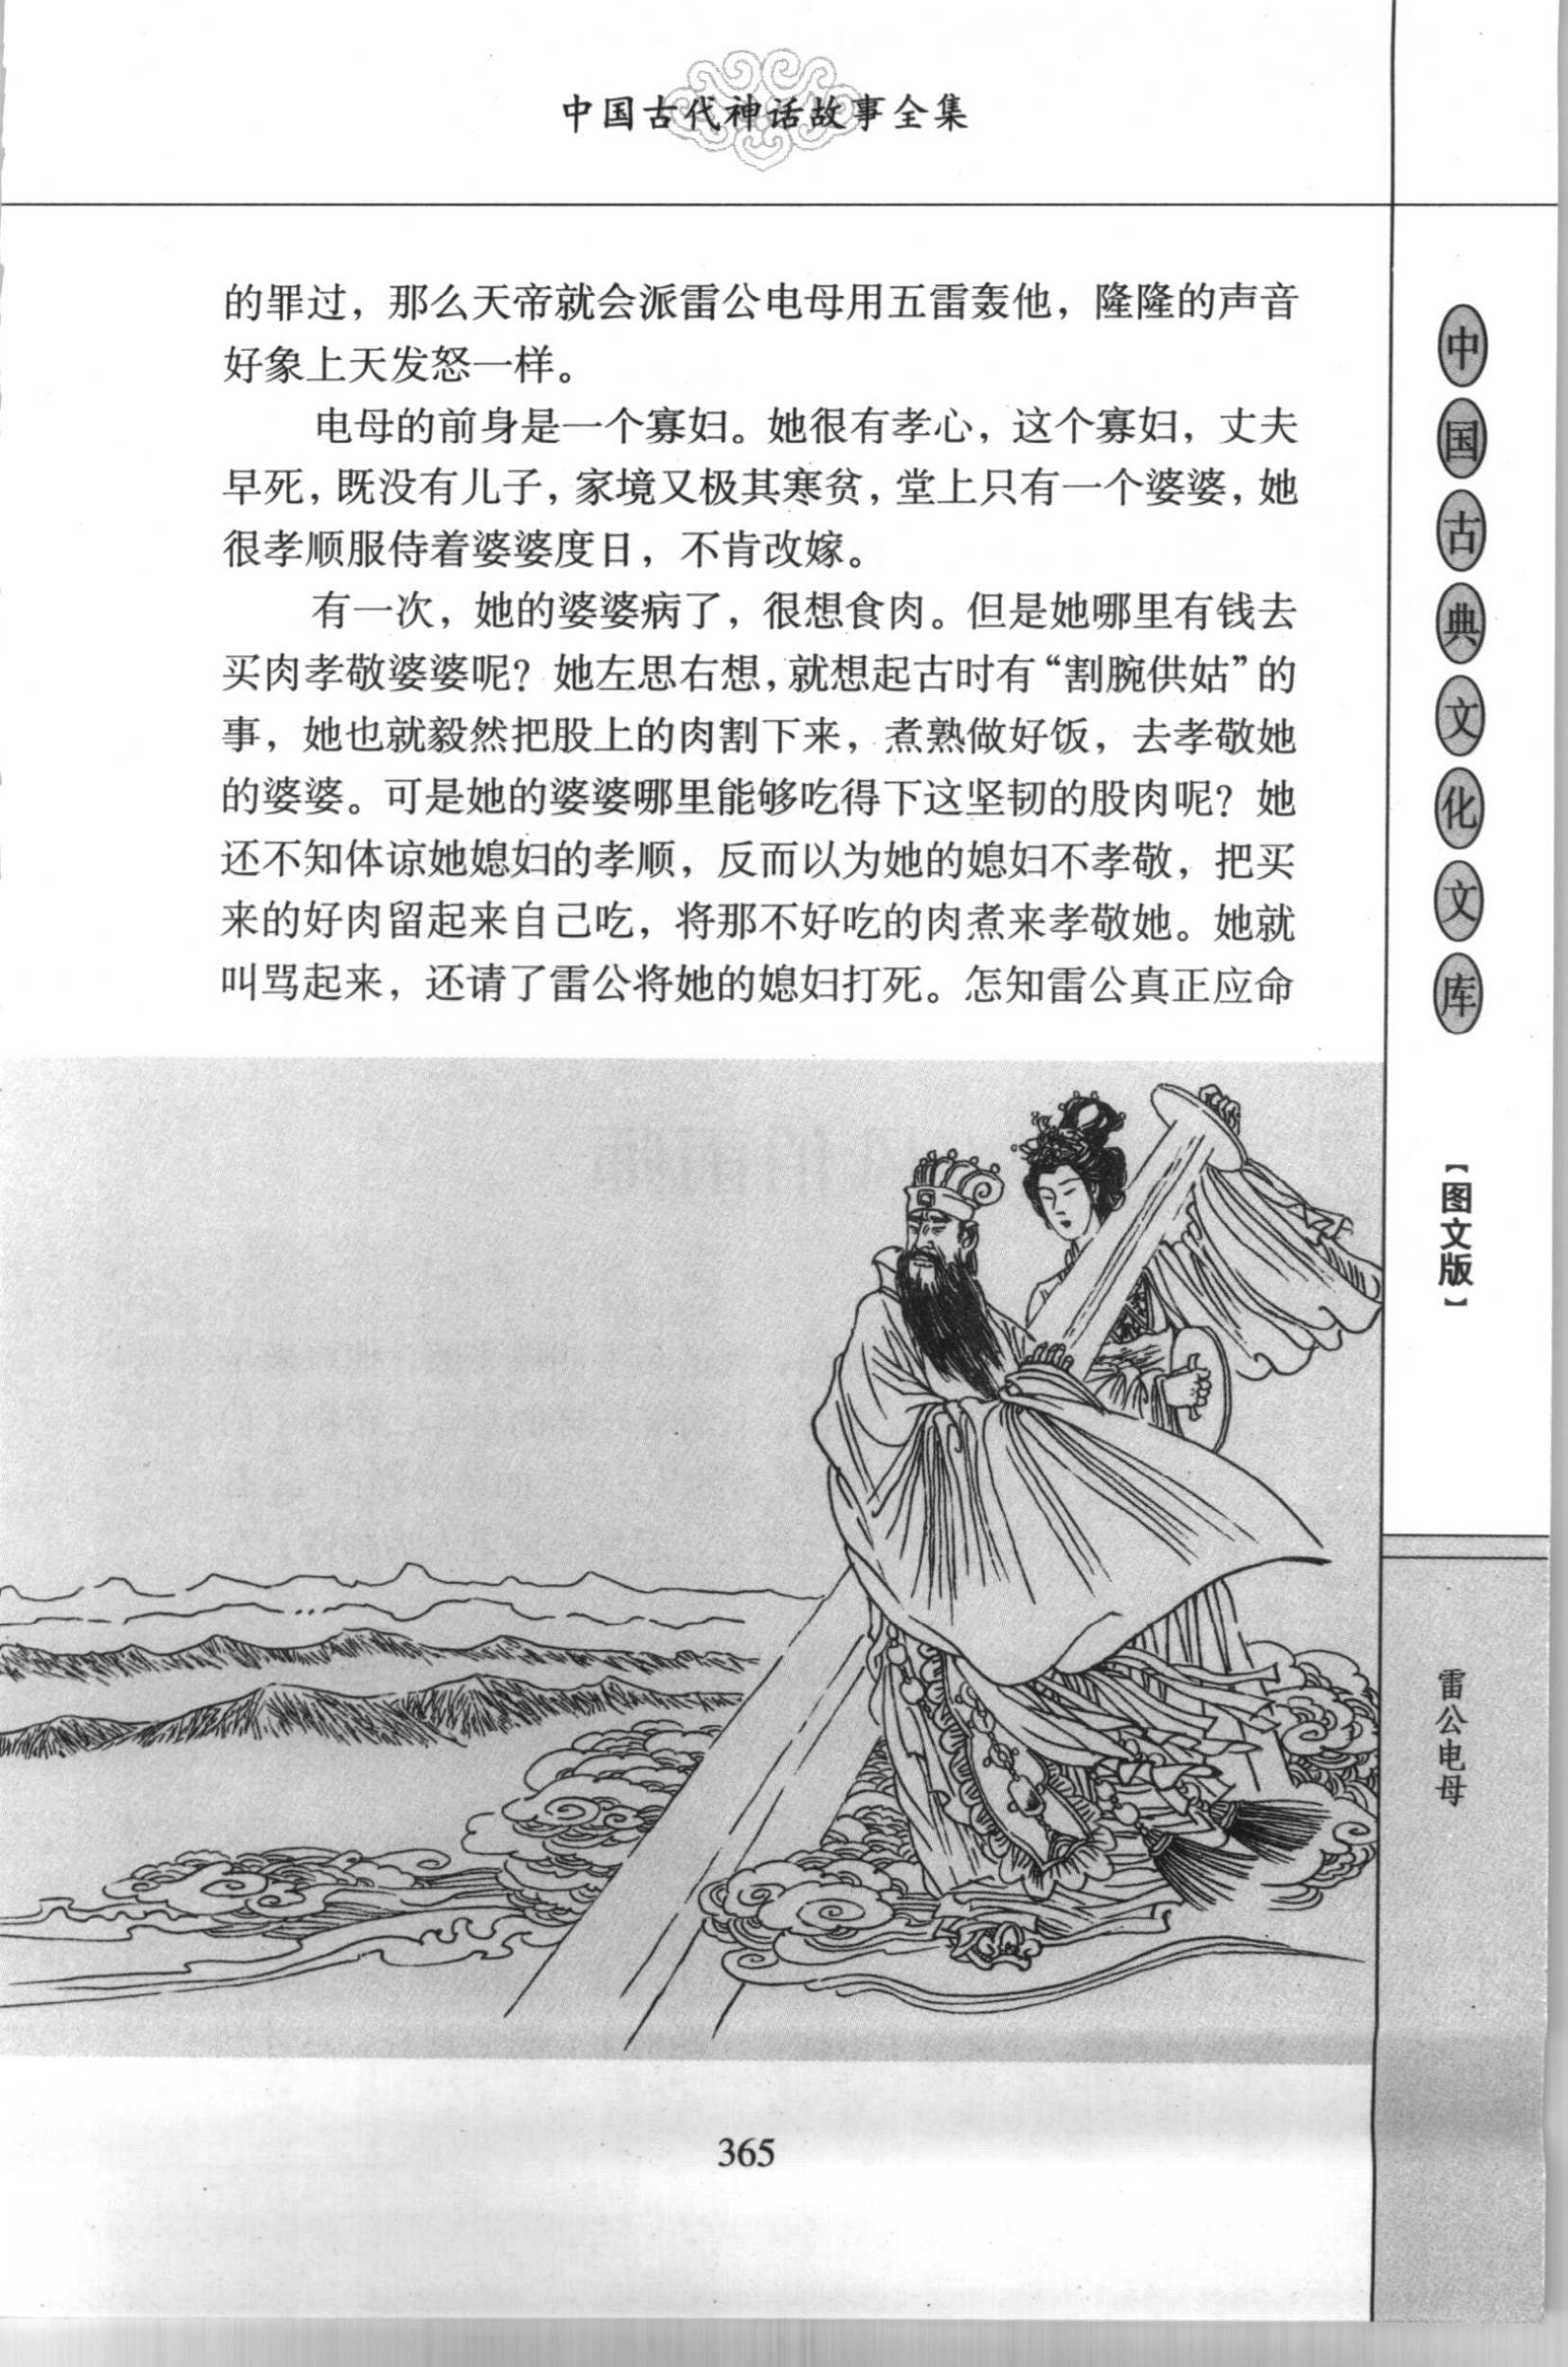 中国古代神话故事全集
的罪过，那么天帝就会派雷公电母用五雷轰他，隆隆的声音
好象上天发怒一样。
电母的前身是一个寡妇。她很有孝心，这个寡妇，丈夫
早死，既没有儿子，家境又极其寒贫，堂上只有一个婆婆，她
很孝顺服侍着婆婆度日，不肯改嫁。
有一次，她的婆婆病了，很想食肉。但是她哪里有钱去
买肉孝敬婆婆呢？她左思右想，就想起古时有“割腕供姑”的
事，她也就毅然把股上的肉割下来，煮熟做好饭，去孝敬她
的婆婆。可是她的婆婆哪里能够吃得下这坚韧的股肉呢？她
还不知体谅她媳妇的孝顺，反而以为她的媳妇不孝敬，把买
来的好肉留起来自己吃，将那不好吃的肉煮来孝敬她。她就
叫骂起来，还请了雷公将她的媳妇打死。怎知雷公真正应命
365
中国古典文化文库
【图文版】
雷公电母